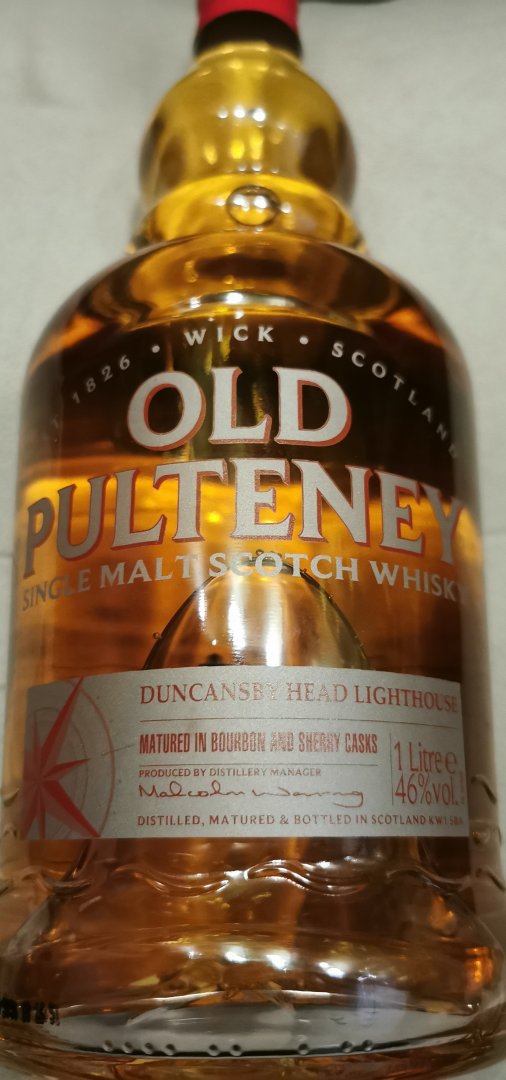 1826 • WICK • SCOTLAND
OLD
PULTENEY
SINGLE MALT SCOTCH WHISKY
DUNCANSBY HEAD LIGHTHOUSE
MATURED IN BOURBON AND SHERRY CASKS
PRODUCED BY DISTILLERY MANAGER
Malcolm Waring
DISTILLED, MATURED & BOTTLED IN SCOTLAND KW1 5BA
1 Litre e
46%vol.